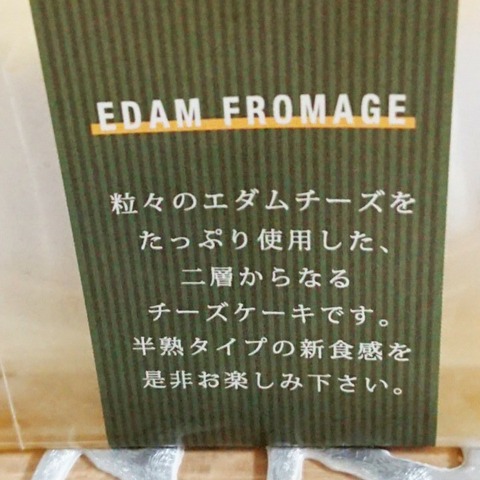 EDAM FROMAGE
粒々のエダムチーズを
たっぷり使用した、
二層からなる
チーズケーキです。
半熟タイプの新食感を
是非お楽しみ下さい。